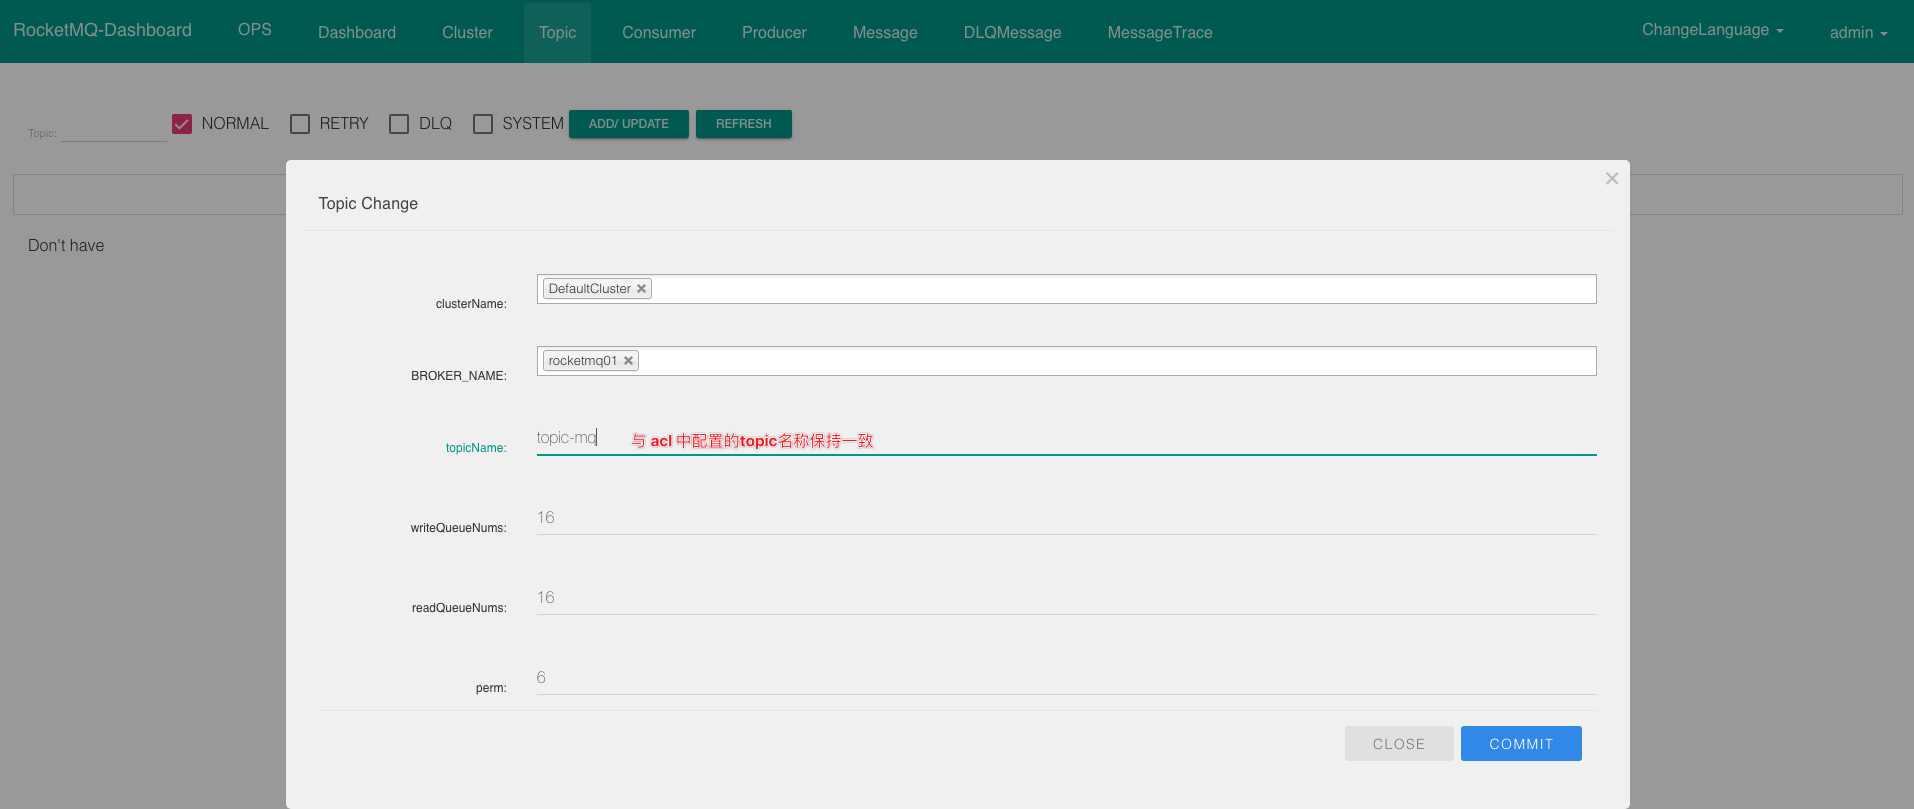 RocketMQ-Dashboard OPS Dashboard Cluster Topic Consumer Producer Message DLQMessage MessageTrace ChangeLanguage admin
Topic: NORMAL RETRY DLQ SYSTEM ADD/ UPDATE REFRESH
Topic Change
Don't have
clusterName: DefaultCluster
BROKER_NAME: rocketmq01
topicName: topic-mq 与 acl 中配置的topic名称保持一致
writeQueueNums: 16
readQueueNums: 16
perm: 6
CLOSE COMMIT